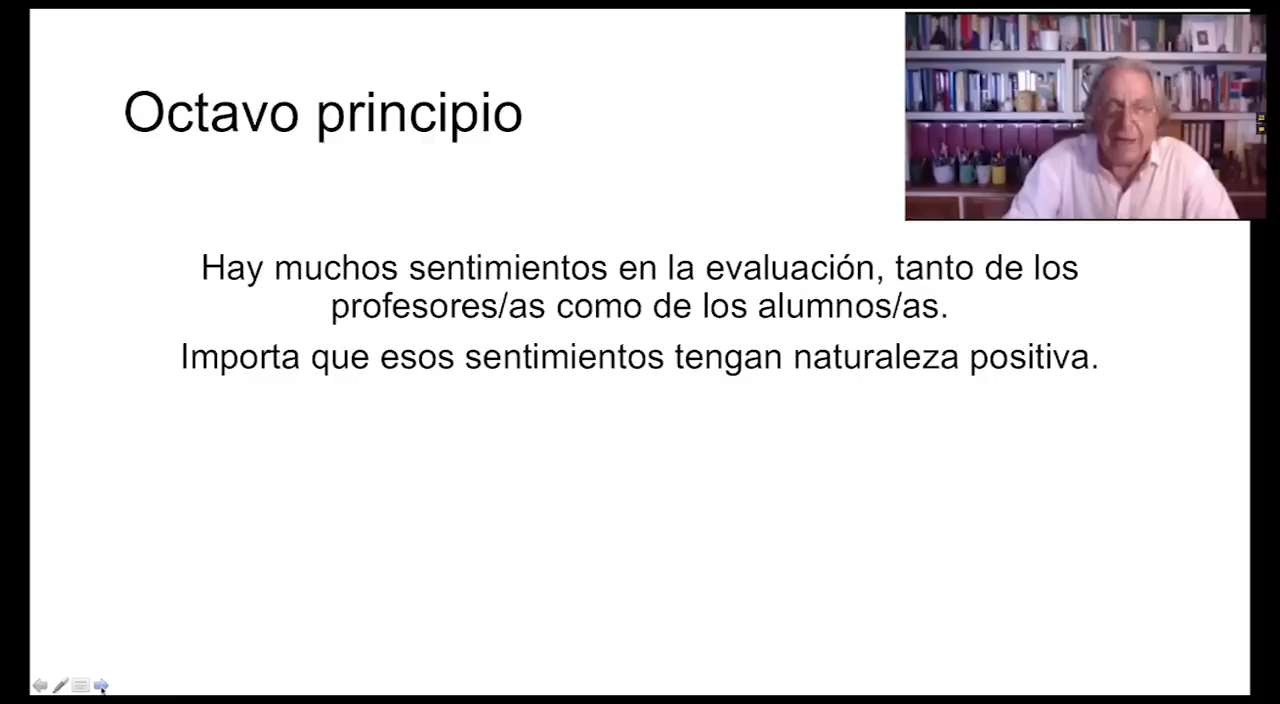 Octavo principio
Hay muchos sentimientos en la evaluación, tanto de los
profesores/as como de los alumnos/as.
Importa que esos sentimientos tengan naturaleza positiva.